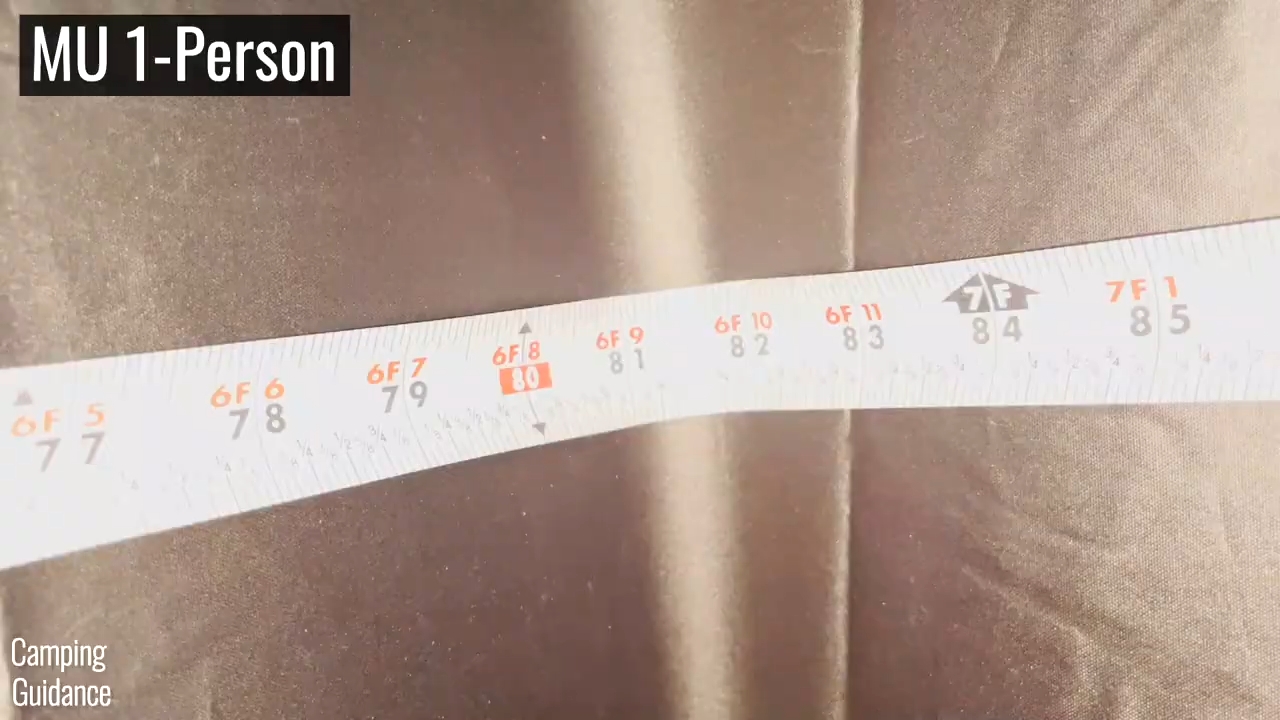 MU 1-Person
6F 5
77
6F 6
78
6F 7
79
6F 8
80
6F 9
81
6F 10
82
6F 11
83
7F
84
7F 1
85
Camping
Guidance